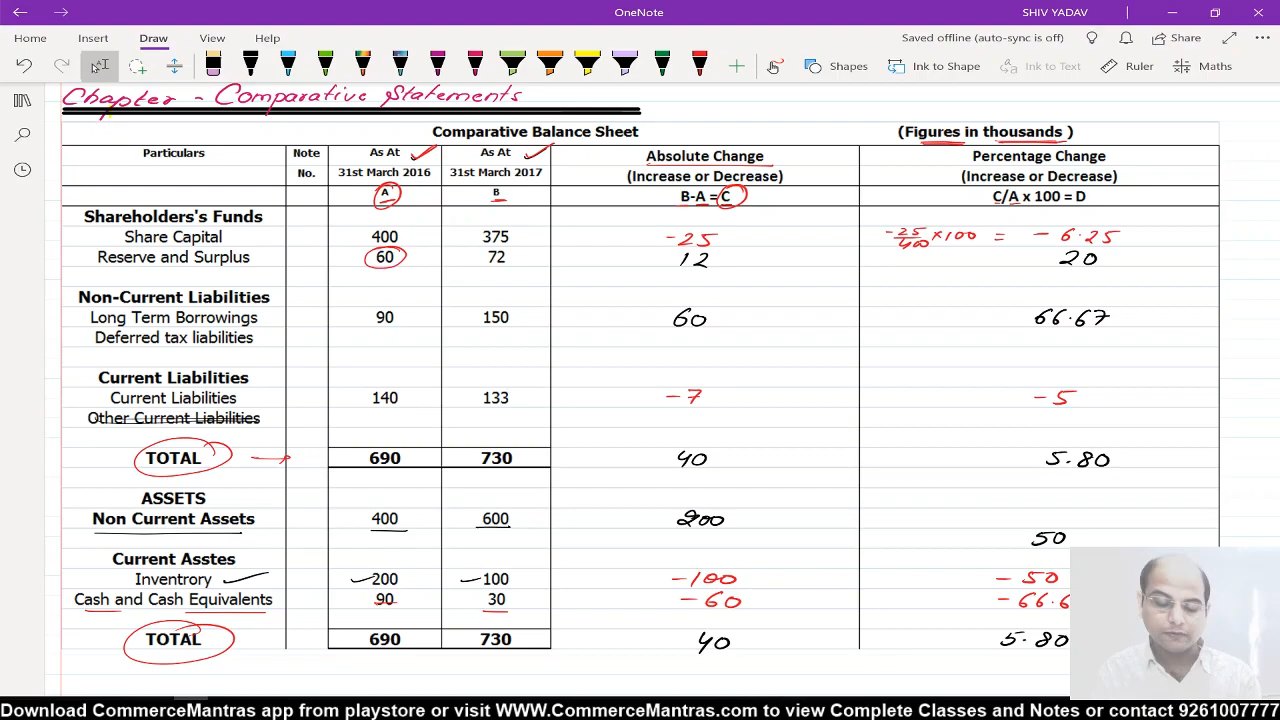 OneNote
SHIV YADAV
Home Insert Draw View Help
Saved offline (auto-sync is off)
Share
Shapes
Ink to Shape
Ink to Text
Ruler
Maths
Chapter - Comparative Statements
Comparative Balance Sheet (Figures in thousands )
Particulars Note No. As At 31st March 2016 As At 31st March 2017 Absolute Change (Increase or Decrease) Percentage Change (Increase or Decrease)
A B B-A = C C/A x 100 = D
Shareholders's Funds
Share Capital 400 375 -25 -25/400 x100 = - 6.25
Reserve and Surplus 60 72 12 20
Non-Current Liabilities
Long Term Borrowings 90 150 60 66.67
Deferred tax liabilities
Current Liabilities
Current Liabilities 140 133 -7 -5
Other Current Liabilities
TOTAL 690 730 40 5.80
ASSETS
Non Current Assets 400 600 200
50
Current Asstes
Inventrory 200 100 -100 - 50
Cash and Cash Equivalents 90 30 -60 - 66.6
TOTAL 690 730 40 5.80
Download CommerceMantras app from playstore or visit WWW.CommerceMantras.com to view Complete Classes and Notes or contact 9261007777